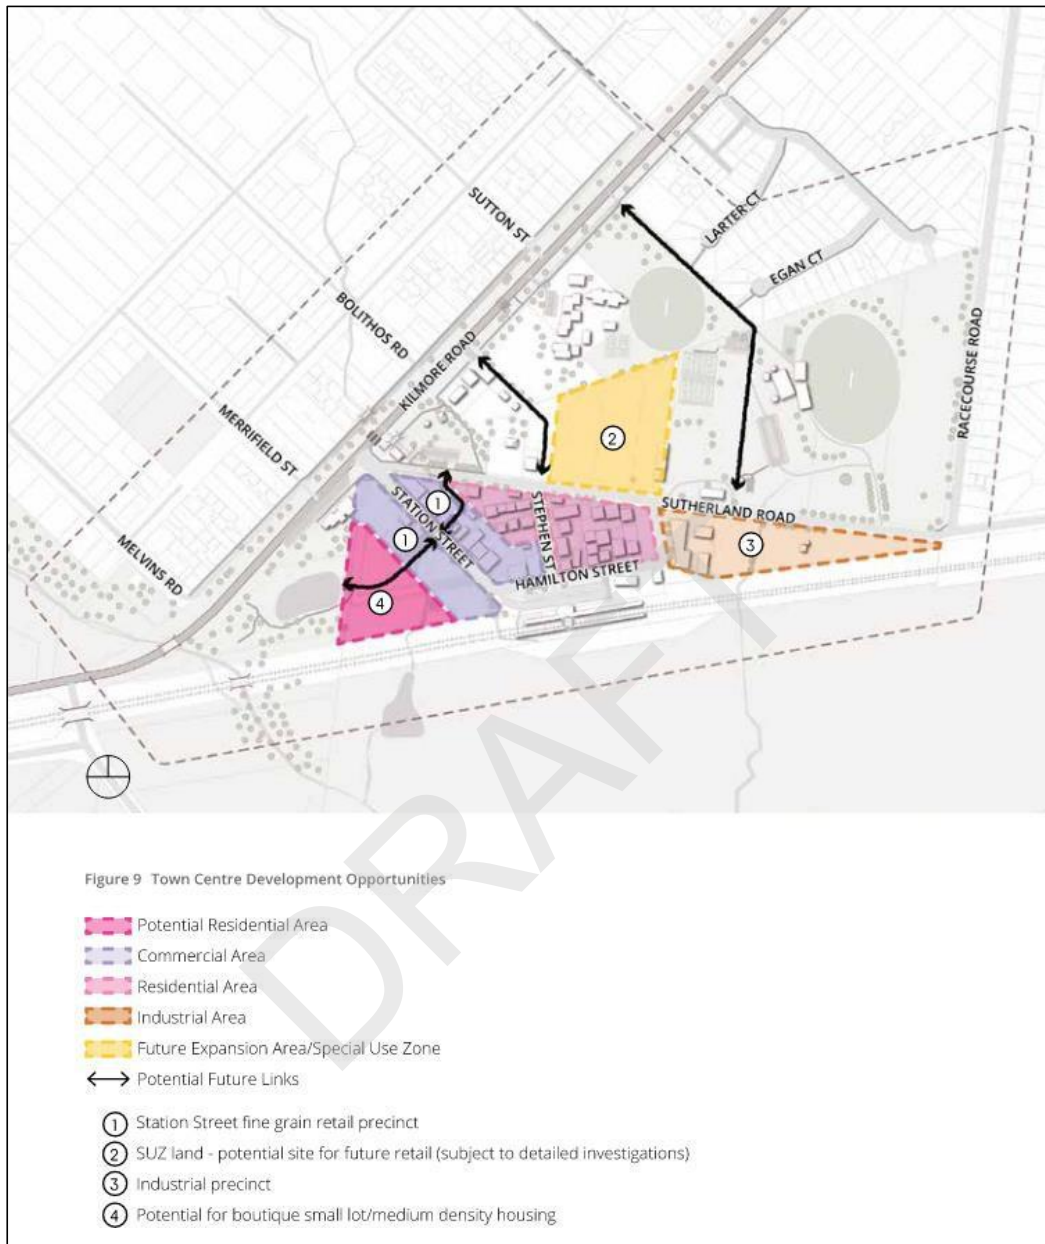 SUTTON ST
LARTER CT
EGAN CT
BOLITHOS RD
KILMORE ROAD
RACECOURSE ROAD
MERRIFIELD ST
2
1
STATION STREET
STEPHEN ST
SUTHERLAND ROAD
1
3
MELVINS RD
HAMILTON STREET
4
DRAFT
Figure 9 Town Centre Development Opportunities
Potential Residential Area
Commercial Area
Residential Area
Industrial Area
Future Expansion Area/Special Use Zone
Potential Future Links
1 Station Street fine grain retail precinct
2 SUZ land - potential site for future retail (subject to detailed investigations)
3 Industrial precinct
4 Potential for boutique small lot/medium density housing